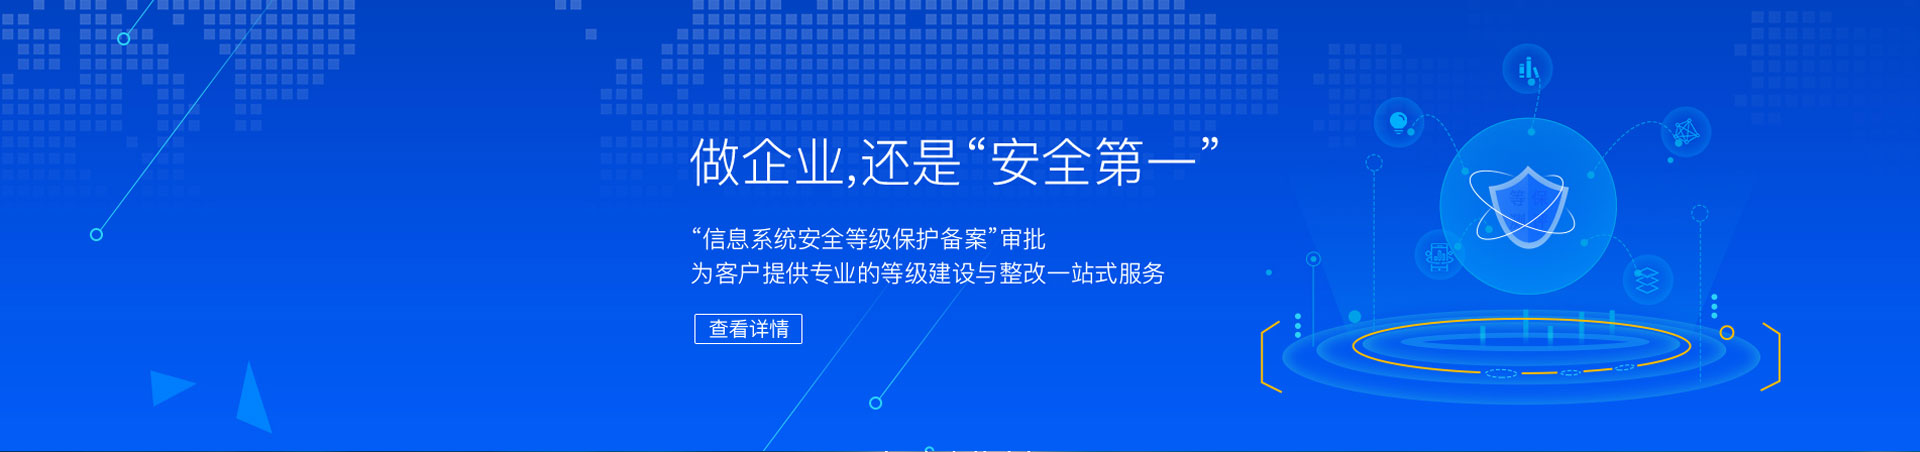 做企业,还是“安全第一”
“信息系统安全等级保护备案”审批
为客户提供专业的等级建设与整改一站式服务
查看详情
等保